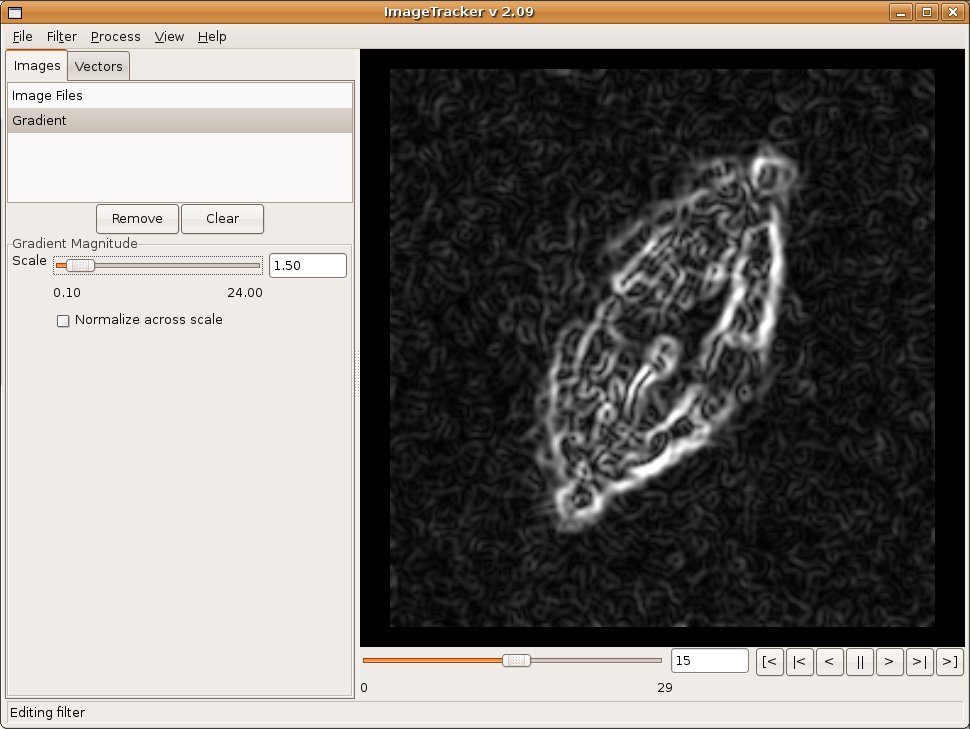 ImageTracker v 2.09
File Filter Process View Help
Images Vectors
Image Files
Gradient
Remove Clear
Gradient Magnitude
Scale 1.50
0.10 24.00
Normalize across scale
15 [< |< < || > >| >]
0 29
Editing filter